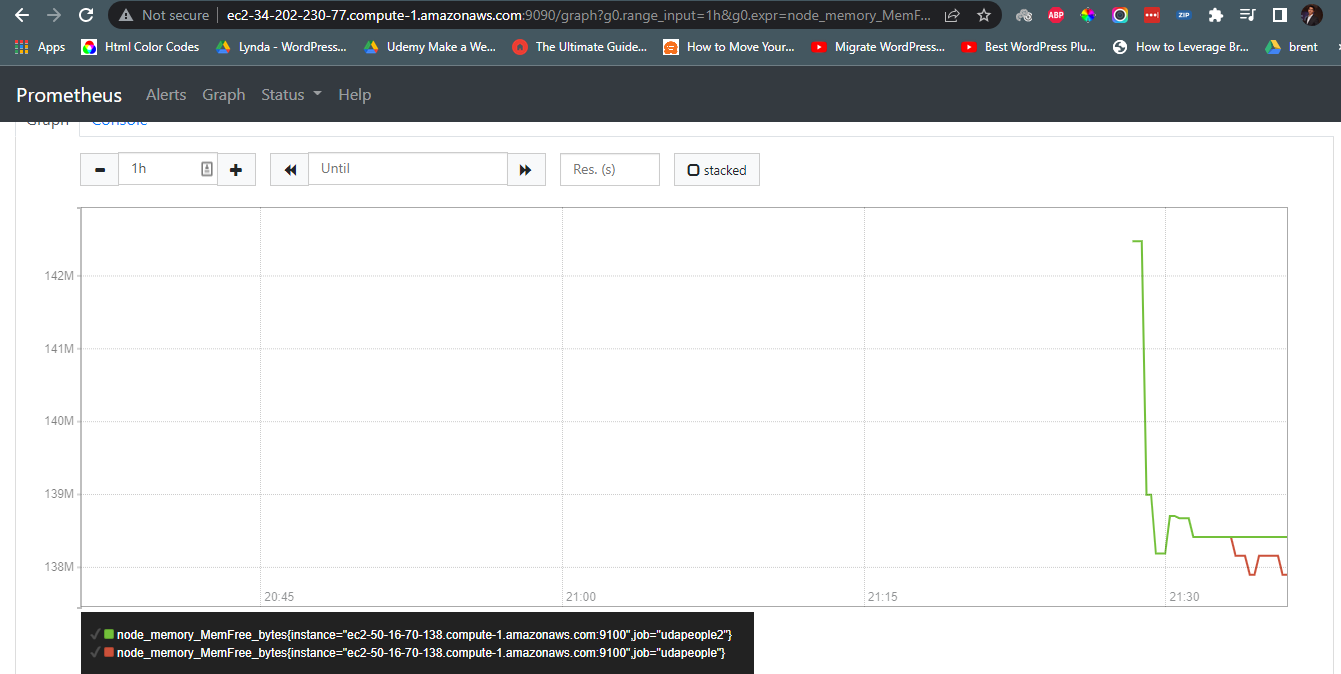 Not secure ec2-34-202-230-77.compute-1.amazonaws.com:9090/graph?g0.range_input=1h&g0.expr=node_memory_MemF... ABP ZIP
Apps Html Color Codes Lynda - WordPress... Udemy Make a We... The Ultimate Guide... How to Move Your... Migrate WordPress... Best WordPress Plu... How to Leverage Br... brent
Prometheus Alerts Graph Status Help
Graph Console
1h Until Res. (s) stacked
142M
141M
140M
139M
138M
20:45 21:00 21:15 21:30
node_memory_MemFree_bytes{instance="ec2-50-16-70-138.compute-1.amazonaws.com:9100",job="udapeople2"}
node_memory_MemFree_bytes{instance="ec2-50-16-70-138.compute-1.amazonaws.com:9100",job="udapeople"}